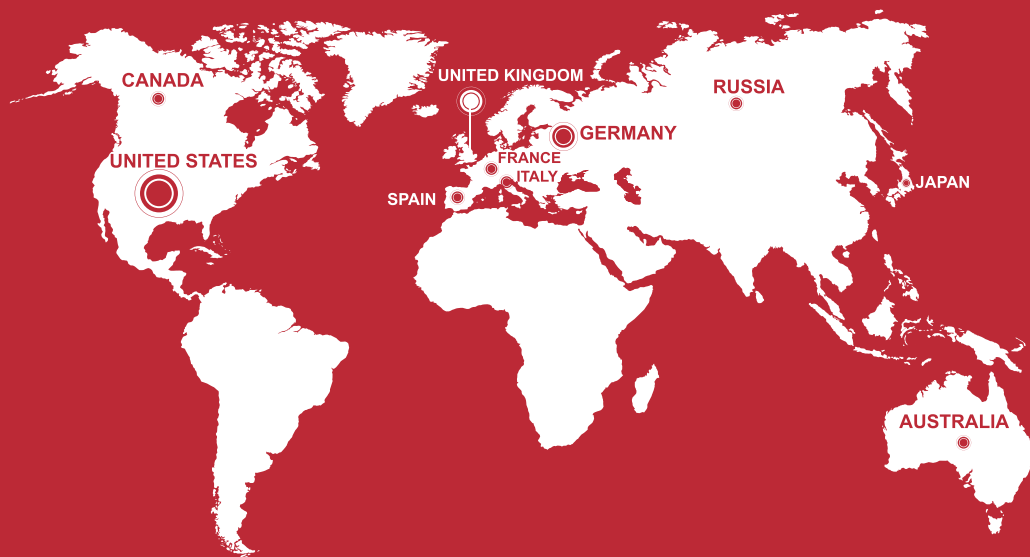 UNITED KINGDOM
CANADA
RUSSIA
GERMANY
FRANCE
UNITED STATES
ITALY
JAPAN
SPAIN
AUSTRALIA